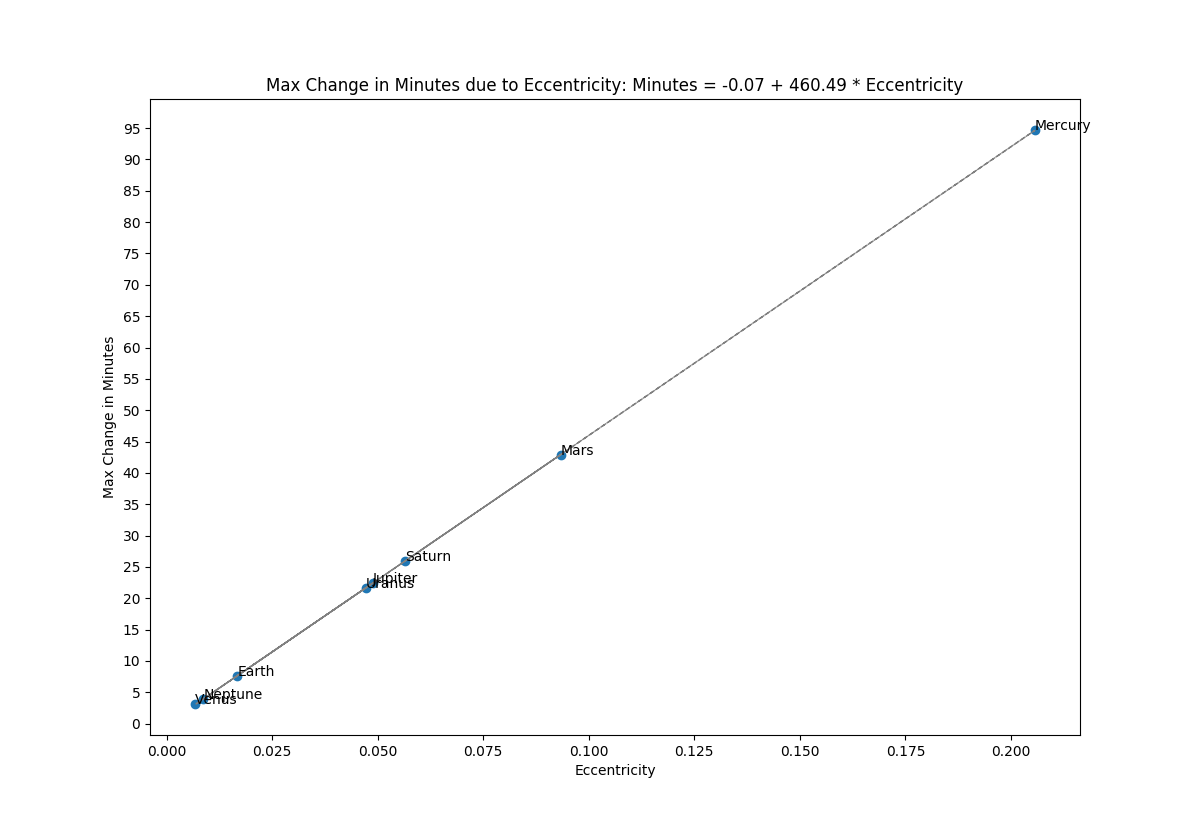 Max Change in Minutes due to Eccentricity: Minutes = -0.07 + 460.49 * Eccentricity
Max Change in Minutes
95
90
85
80
75
70
65
60
55
50
45
40
35
30
25
20
15
10
5
0
Mercury
Mars
Saturn
Jupiter
Uranus
Earth
Neptune
Venus
0.000 0.025 0.050 0.075 0.100 0.125 0.150 0.175 0.200
Eccentricity